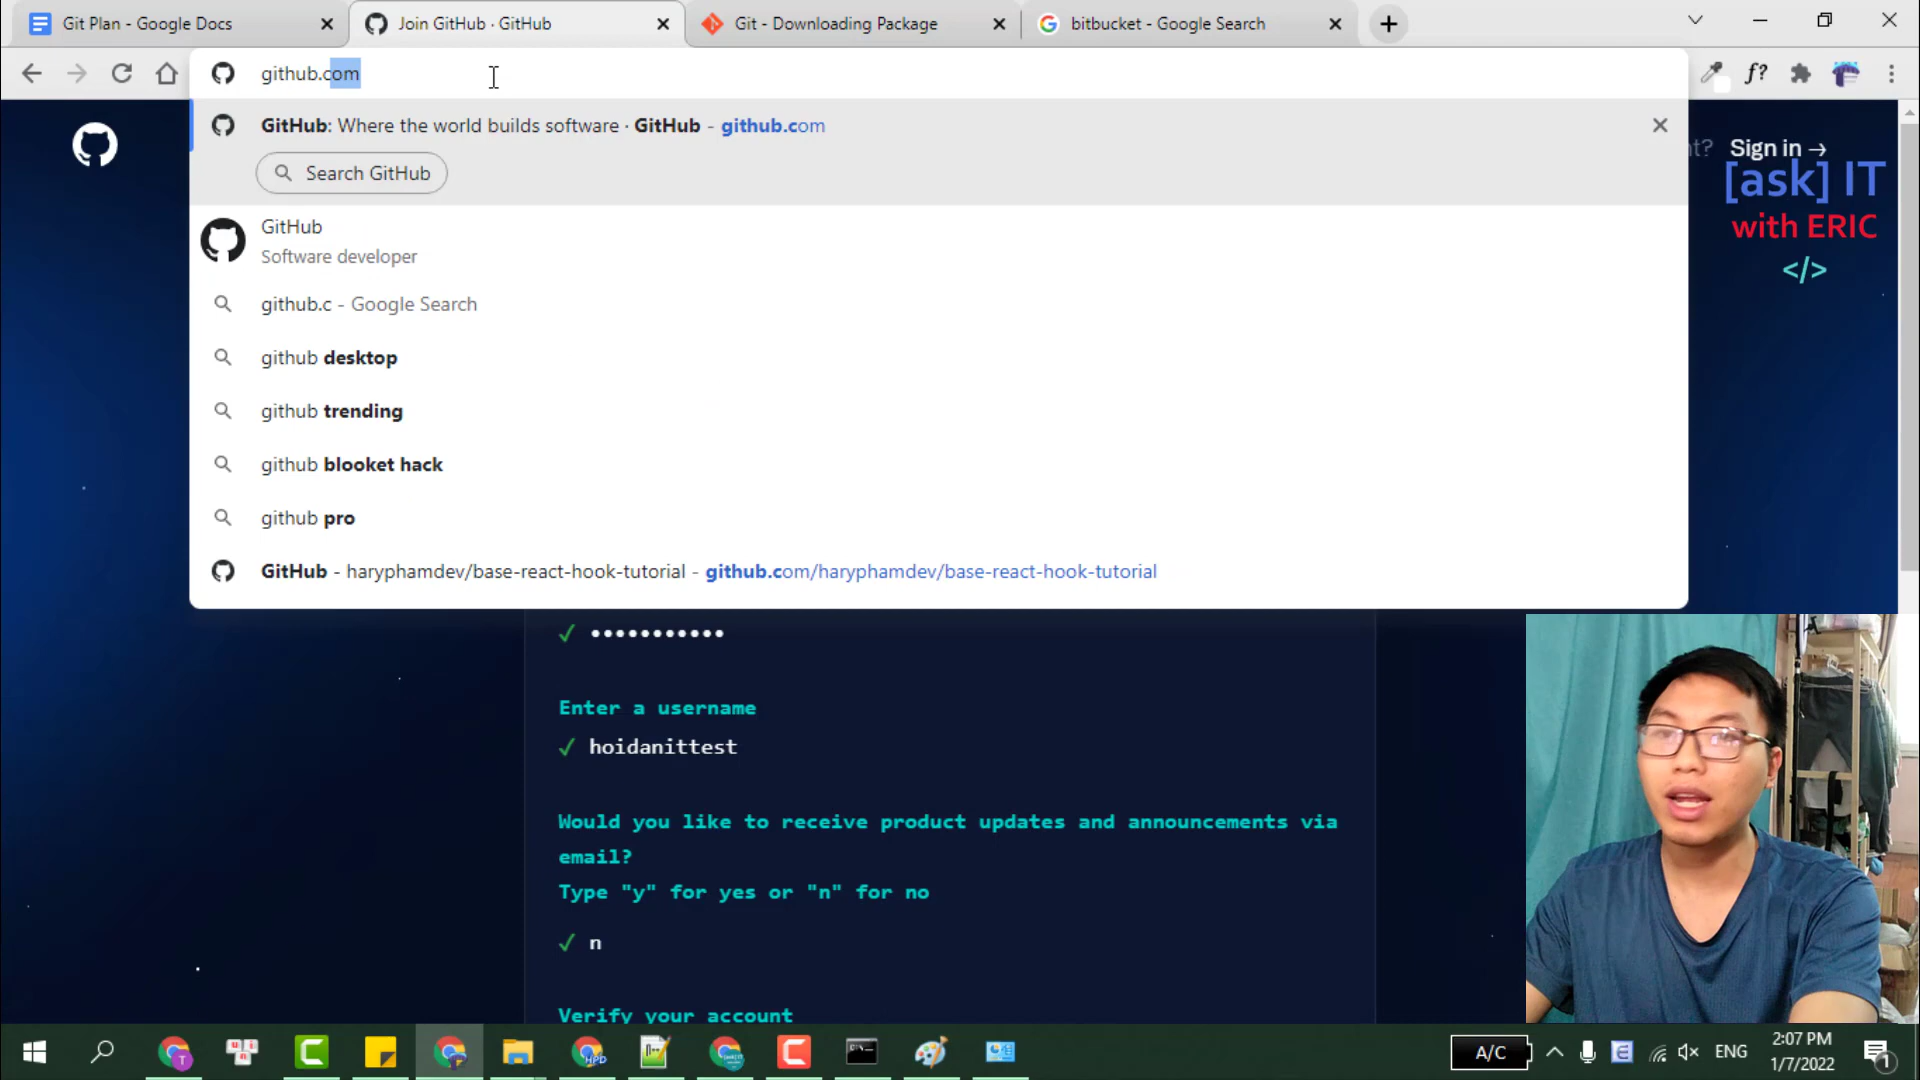 Git Plan - Google Docs
Join GitHub · GitHub
Git - Downloading Package
bitbucket - Google Search
github.com
f?
GitHub: Where the world builds software · GitHub - github.com
Search GitHub
t?
Sign in →
[ask] IT
with ERIC
</>
GitHub
Software developer
github.c - Google Search
github desktop
github trending
github blooket hack
github pro
GitHub - haryphamdev/base-react-hook-tutorial - github.com/haryphamdev/base-react-hook-tutorial
✓ •••••••••••
Enter a username
✓ hoidanittest
Would you like to receive product updates and announcements via
email?
Type "y" for yes or "n" for no
✓ n
Verify your account
A/C
ENG
2:07 PM
1/7/2022
1